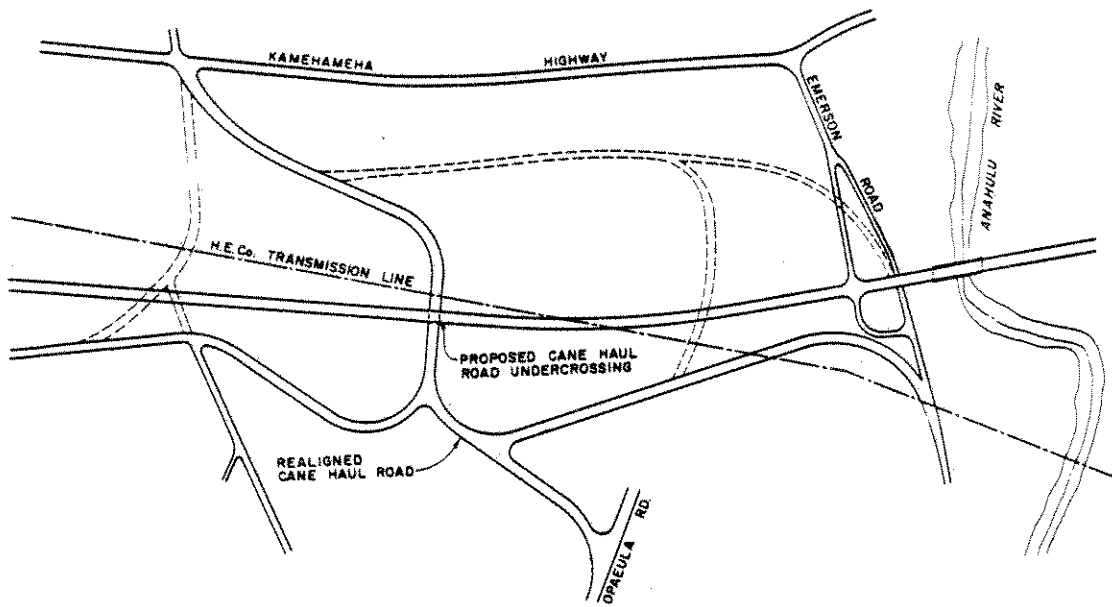 KAMEHAMEHA HIGHWAY
EMERSON ROAD
ANAHULU RIVER
H.E.Co. TRANSMISSION LINE
PROPOSED CANE HAUL
ROAD UNDERCROSSING
REALIGNED
CANE HAUL ROAD
OPAEULA RD.